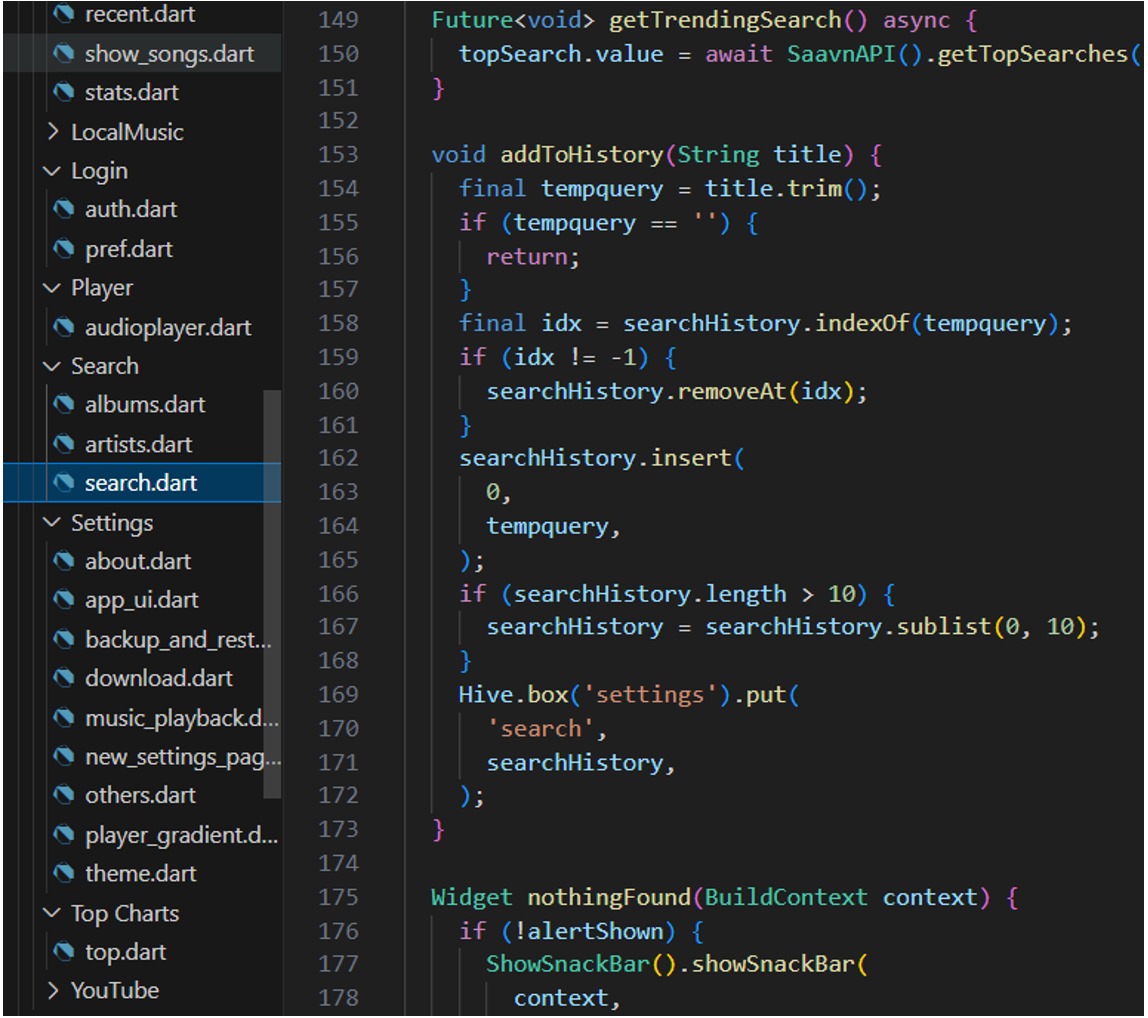 recent.dart
show_songs.dart
stats.dart
LocalMusic
Login
auth.dart
pref.dart
Player
audioplayer.dart
Search
albums.dart
artists.dart
search.dart
Settings
about.dart
app_ui.dart
backup_and_rest...
download.dart
music_playback.d...
new_settings_pag...
others.dart
player_gradient.d...
theme.dart
Top Charts
top.dart
YouTube
149 Future<void> getTrendingSearch() async {
150 topSearch.value = await SaavnAPI().getTopSearches(
151 }
152
153 void addToHistory(String title) {
154 final tempquery = title.trim();
155 if (tempquery == '') {
156 return;
157 }
158 final idx = searchHistory.indexOf(tempquery);
159 if (idx != -1) {
160 searchHistory.removeAt(idx);
161 }
162 searchHistory.insert(
163 0,
164 tempquery,
165 );
166 if (searchHistory.length > 10) {
167 searchHistory = searchHistory.sublist(0, 10);
168 }
169 Hive.box('settings').put(
170 'search',
171 searchHistory,
172 );
173 }
174
175 Widget nothingFound(BuildContext context) {
176 if (!alertShown) {
177 ShowSnackBar().showSnackBar(
178 context,